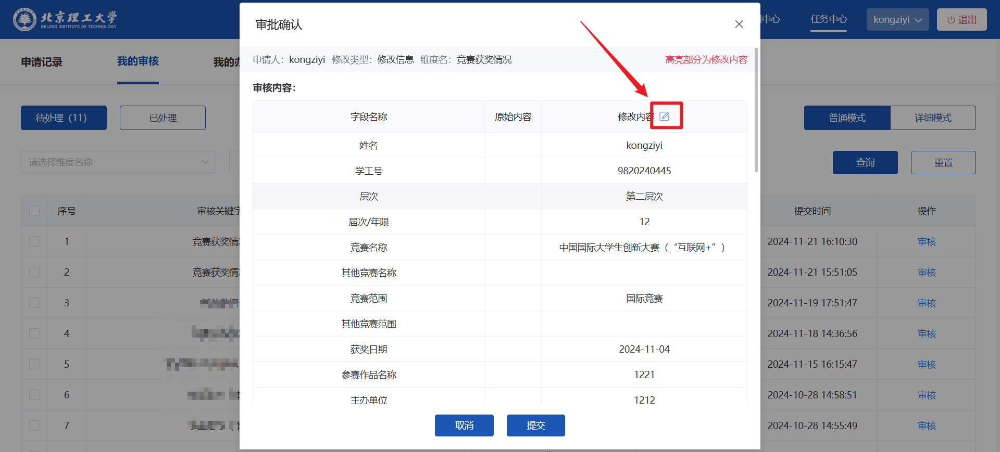 北京理工大学
BEIJING INSTITUTE OF TECHNOLOGY
中心
任务中心
kongziyi
退出
申请记录
我的审核
我的
待处理（11）
已处理
普通模式
详细模式
请选择维度名称
查询
重置
序号
审核关键字
提交时间
操作
1
竞赛获奖情
2024-11-21 16:10:30
审核
2
竞赛获奖情
2024-11-21 15:51:05
审核
3
2024-11-19 17:51:47
审核
4
2024-11-18 14:36:56
审核
5
2024-11-15 16:15:47
审核
6
2024-10-28 14:58:51
审核
7
2024-10-28 14:55:49
审核
审批确认
申请人：kongziyi 修改类型：修改信息 维度名：竞赛获奖情况
高亮部分为修改内容
审核内容：
字段名称 原始内容 修改内容
姓名 kongziyi
学工号 9820240445
层次 第二层次
届次/年限 12
竞赛名称 中国国际大学生创新大赛（“互联网+”）
其他竞赛名称
竞赛范围 国际竞赛
其他竞赛范围
获奖日期 2024-11-04
参赛作品名称 1221
主办单位 1212
取消
提交